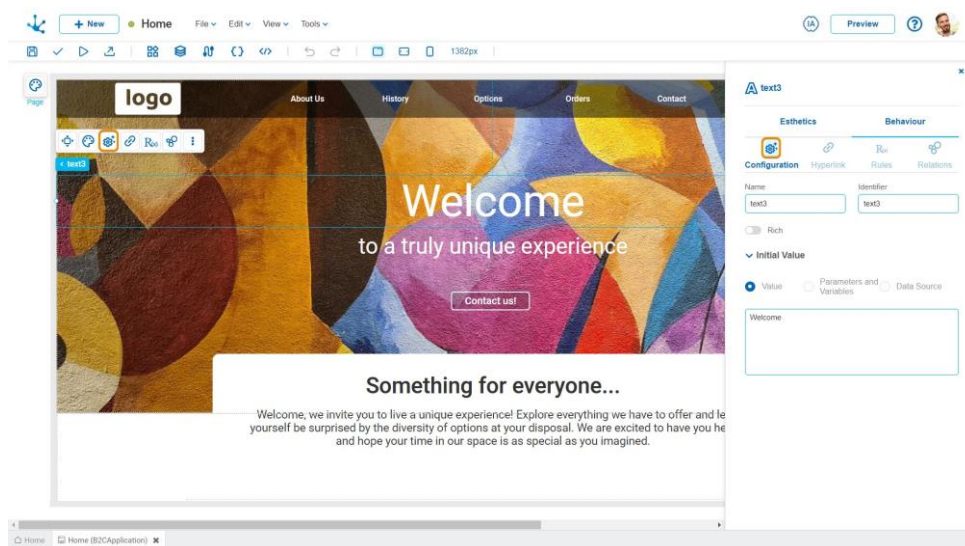 + New
Home
File
Edit
View
Tools
IA
Preview
?
1382px
Page
logo
About Us
History
Options
Orders
Contact
text3
Welcome
to a truly unique experience
Contact us!
Something for everyone...
Welcome, we invite you to live a unique experience! Explore everything we have to offer and le
yourself be surprised by the diversity of options at your disposal. We are excited to have you he
and hope your time in our space is as special as you imagined.
text3
Esthetics
Behaviour
Configuration
Hyperlink
Rules
Relations
Name
Identifier
text3
text3
Rich
Initial Value
Value
Parameters and
Variables
Data Source
Welcome
Home
Home (B2CApplication)